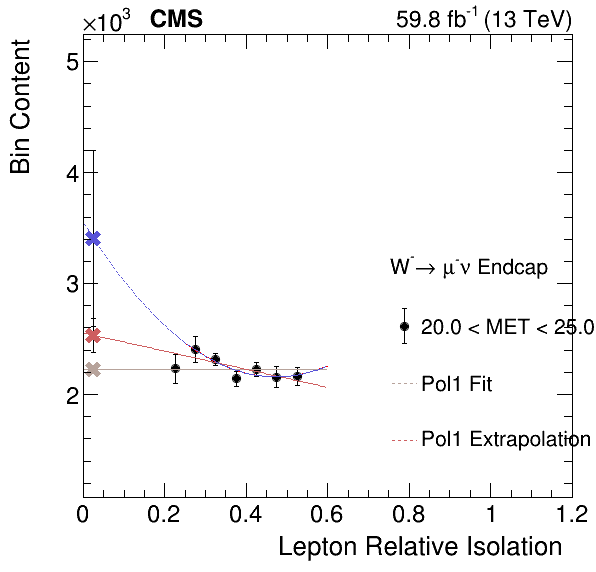 ×10³ CMS 59.8 fb⁻¹ (13 TeV)
Bin Content
5
4
3
2
W⁻→ μ⁻ν Endcap
20.0 < MET < 25.0
Pol1 Fit
Pol1 Extrapolation
0 0.2 0.4 0.6 0.8 1 1.2
Lepton Relative Isolation